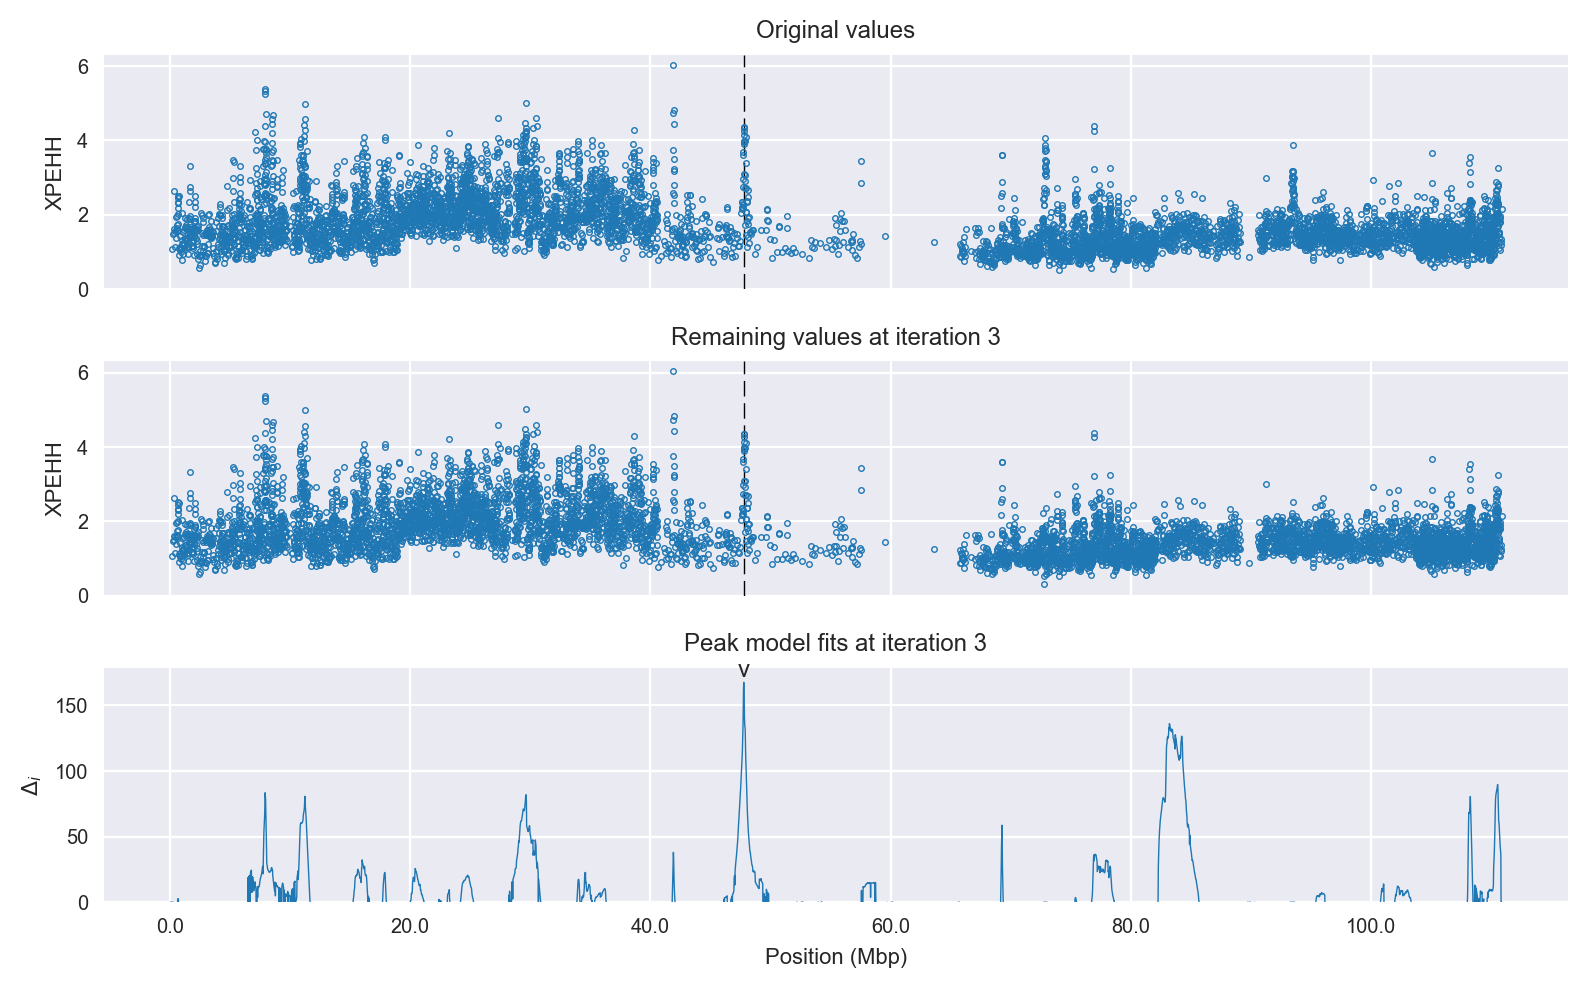 Original values
6
4
2
0
XPEHH
Remaining values at iteration 3
6
4
2
0
XPEHH
Peak model fits at iteration 3
v
150
100
50
0
Δi
0.0 20.0 40.0 60.0 80.0 100.0
Position (Mbp)